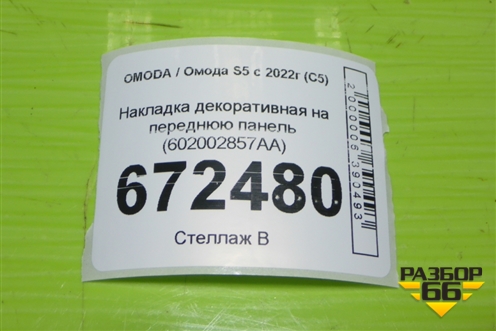 OMODA / Омода S5 с 2022г (C5)
Накладка декоративная на
переднюю панель
(602002857AA)
672480
Стеллаж В
2000006390493
РАЗБОР
66